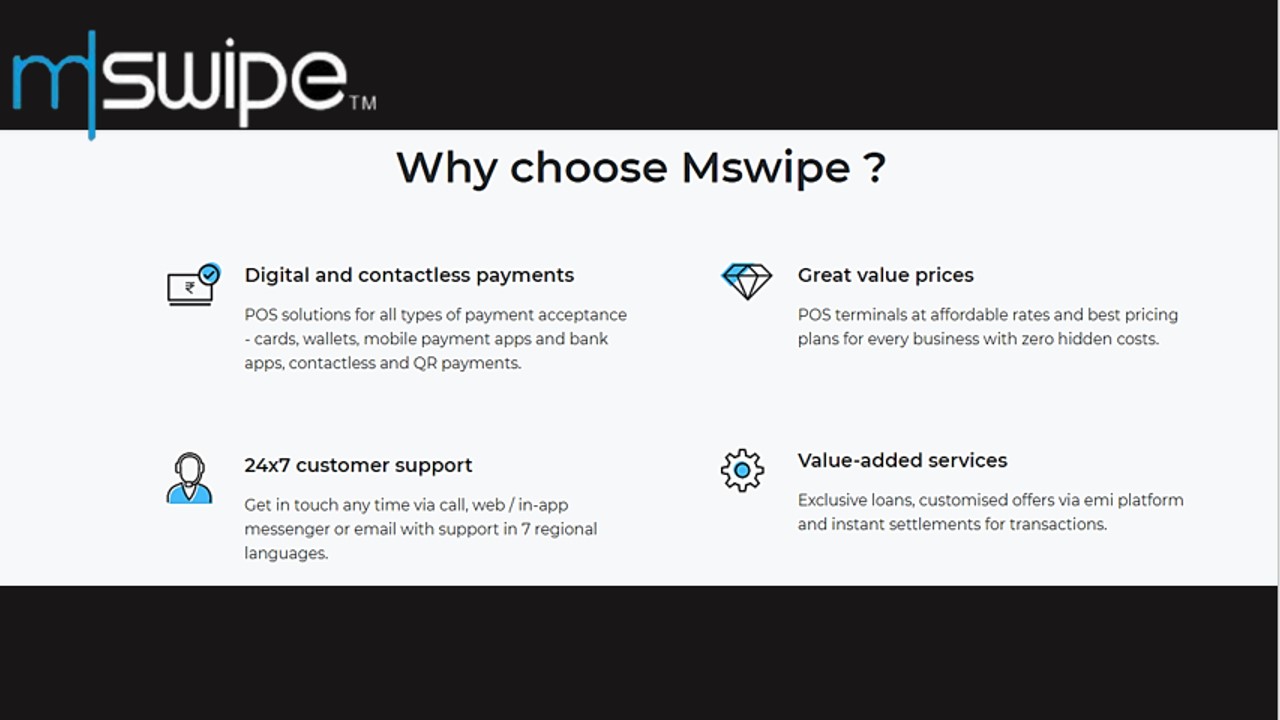 mswipe TM
Why choose Mswipe ?
Digital and contactless payments
POS solutions for all types of payment acceptance
- cards, wallets, mobile payment apps and bank
apps, contactless and QR payments.
Great value prices
POS terminals at affordable rates and best pricing
plans for every business with zero hidden costs.
24x7 customer support
Get in touch any time via call, web / in-app
messenger or email with support in 7 regional
languages.
Value-added services
Exclusive loans, customised offers via emi platform
and instant settlements for transactions.
₹